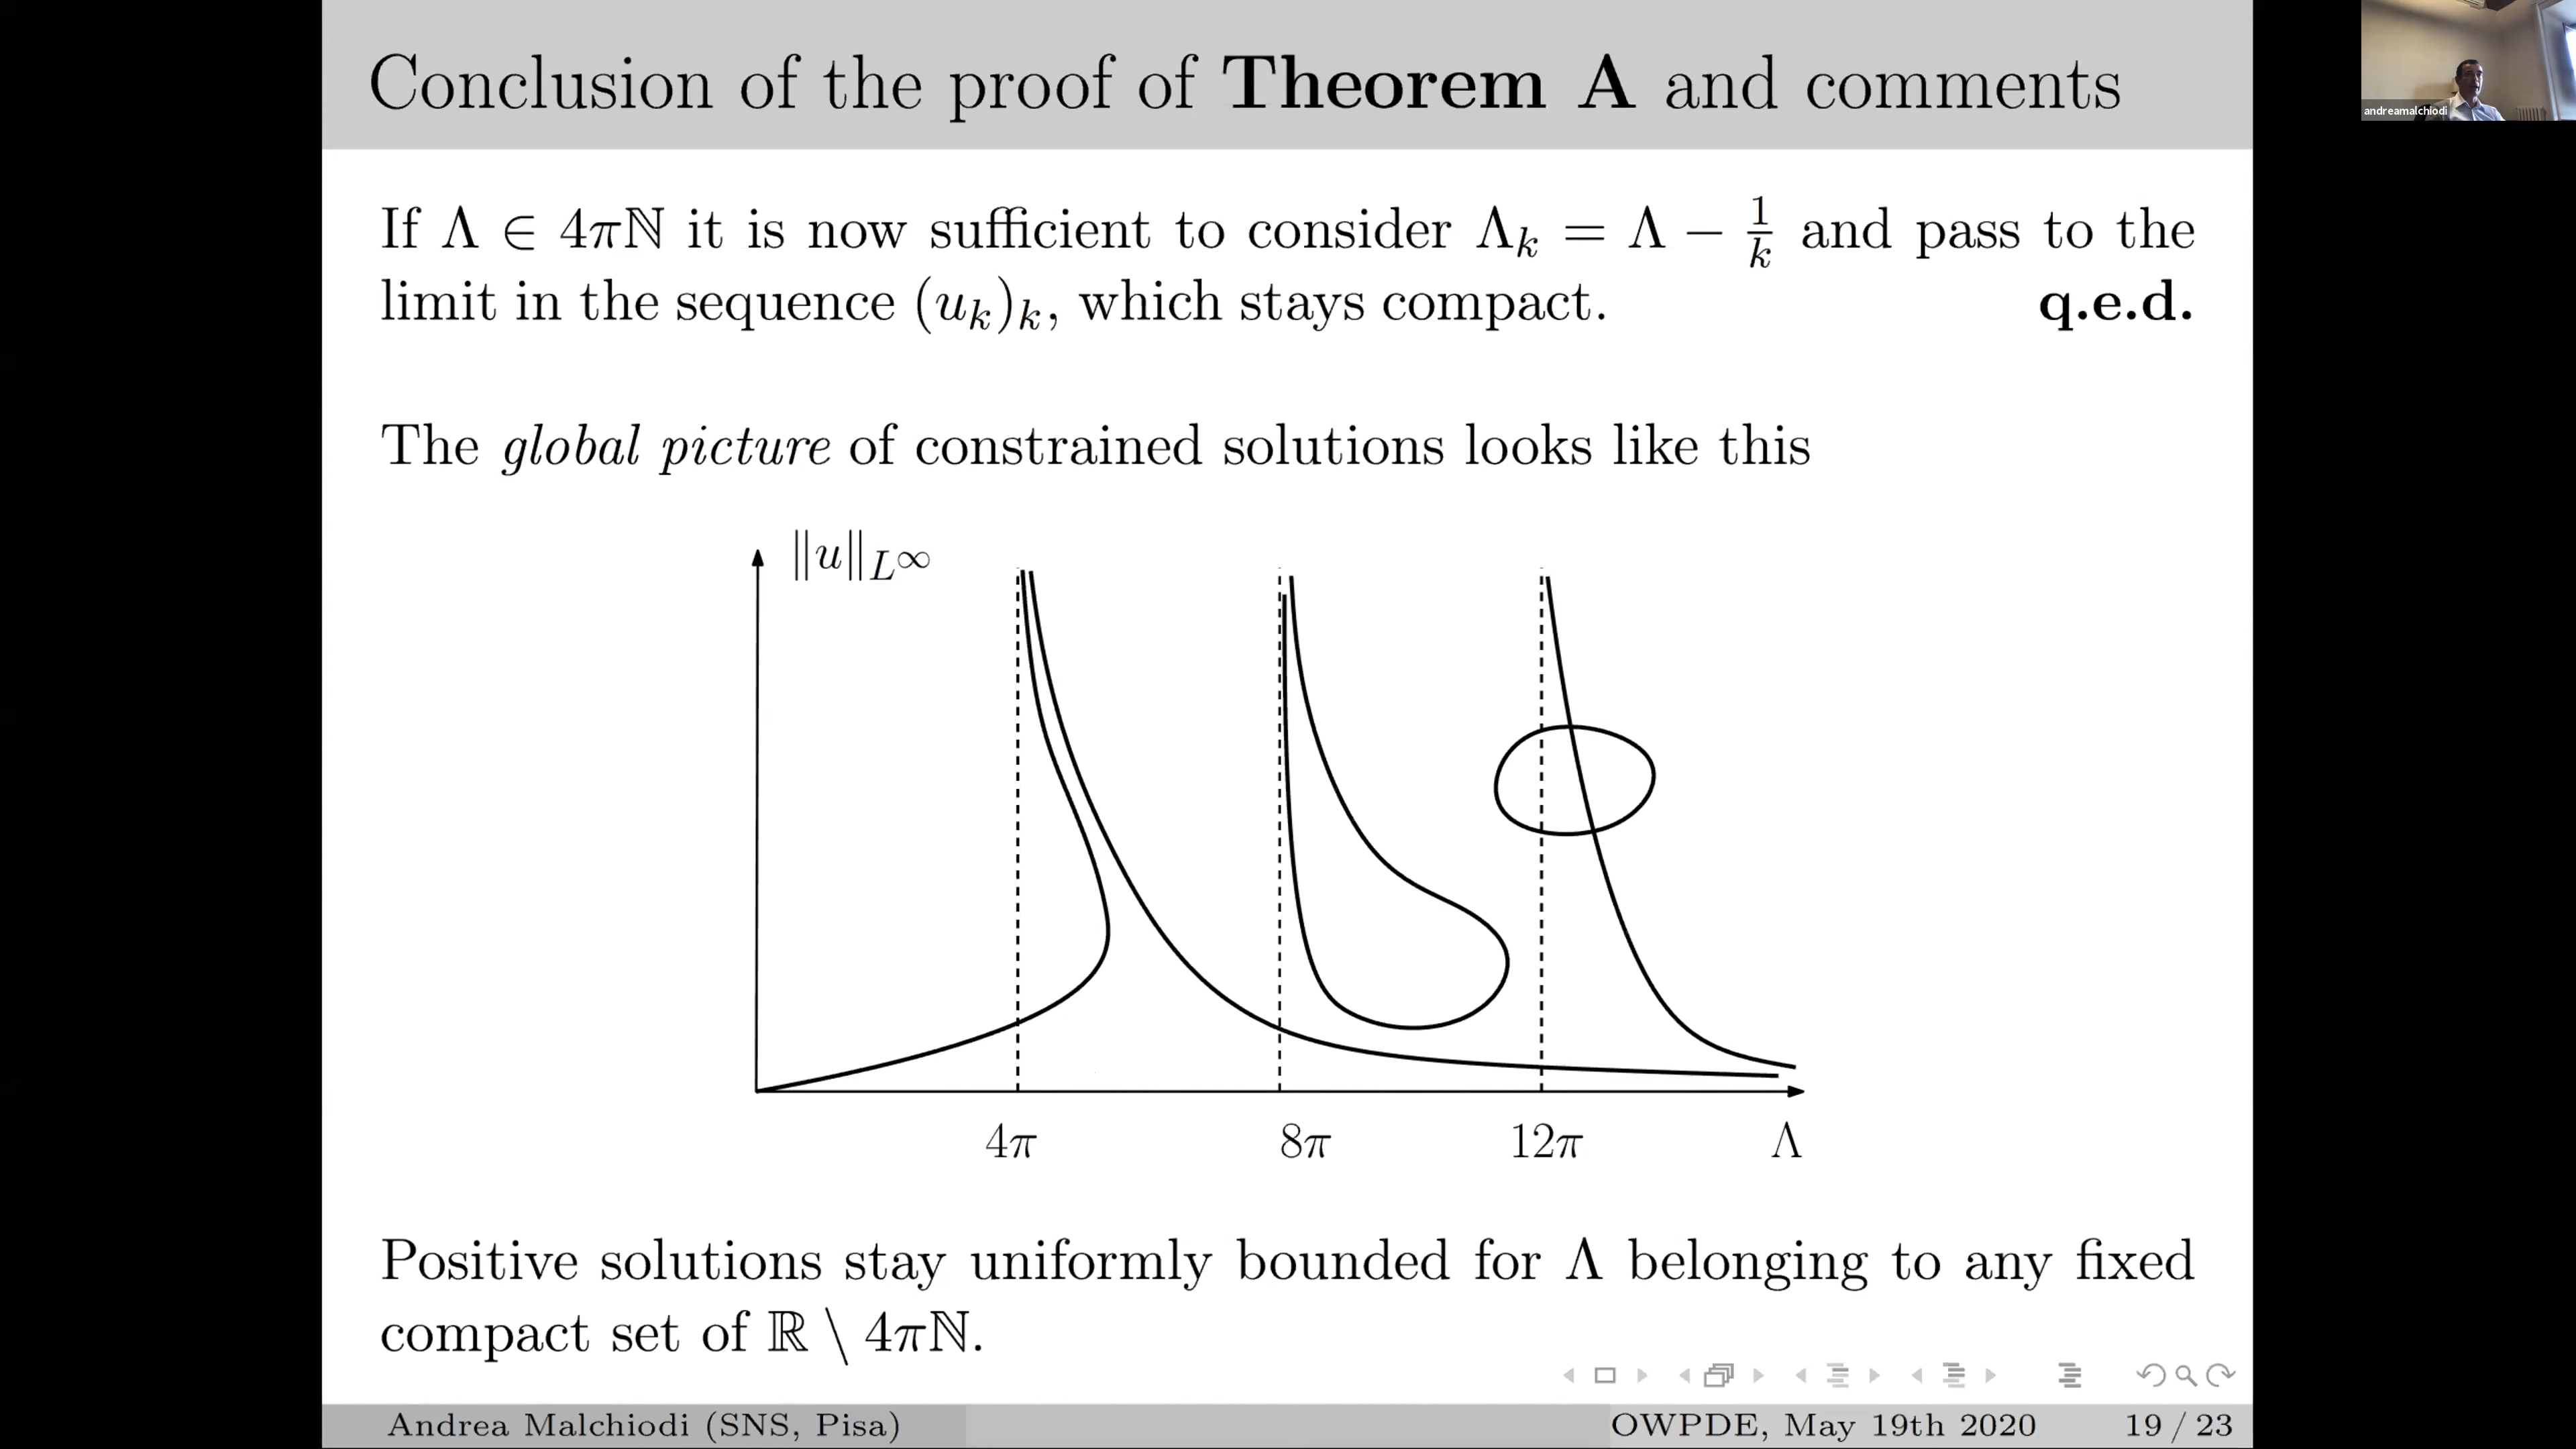 Conclusion of the proof of Theorem A and comments
andreamalchiodi
If Λ ∈ 4πℕ it is now sufficient to consider Λₖ = Λ − 1/k and pass to the
limit in the sequence (uₖ)ₖ, which stays compact. q.e.d.
The global picture of constrained solutions looks like this
‖u‖_L∞
4π 8π 12π Λ
Positive solutions stay uniformly bounded for Λ belonging to any fixed
compact set of ℝ \ 4πℕ.
Andrea Malchiodi (SNS, Pisa) OWPDE, May 19th 2020 19 / 23